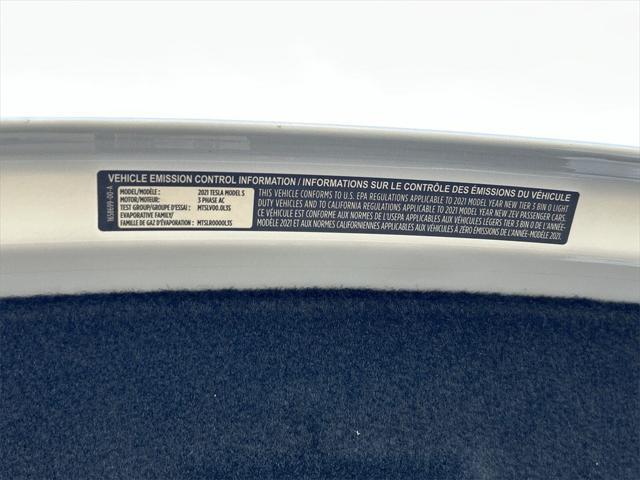 VEHICLE EMISSION CONTROL INFORMATION / INFORMATIONS SUR LE CONTRÔLE DES ÉMISSIONS DU VÉHICULE
1658699-00-A
MODEL/MODÈLE: 2021 TESLA MODEL S
MOTOR/MOTEUR: 3 PHASE AC
TEST GROUP/GROUPE D'ESSAI: MTSLV00.0L1S
EVAPORATIVE FAMILY/
FAMILLE DE GAZ D'ÉVAPORATION: MTSLR0000L1S
THIS VEHICLE CONFORMS TO U.S. EPA REGULATIONS APPLICABLE TO 2021 MODEL YEAR NEW TIER 3 BIN 0 LIGHT
DUTY VEHICLES AND TO CALIFORNIA REGULATIONS APPLICABLE TO 2021 MODEL YEAR NEW ZEV PASSENGER CARS.
CE VÉHICULE EST CONFORME AUX NORMES DE L'USEPA APPLICABLES AUX VÉHICULES LÉGERS TIER 3 BIN 0 DE L'ANNÉE-
MODÈLE 2021 ET AUX NORMES CALIFORNIENNES APPLICABLES AUX VÉHICULES À ZÉRO ÉMISSIONS DE L'ANNÉE-MODÈLE 2021.